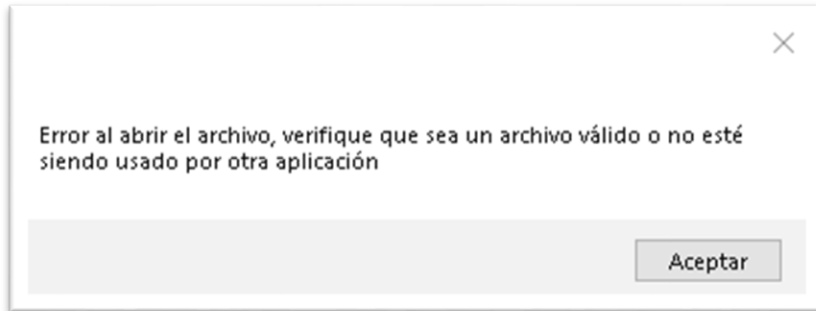 Error al abrir el archivo, verifique que sea un archivo válido o no esté
siendo usado por otra aplicación
Aceptar